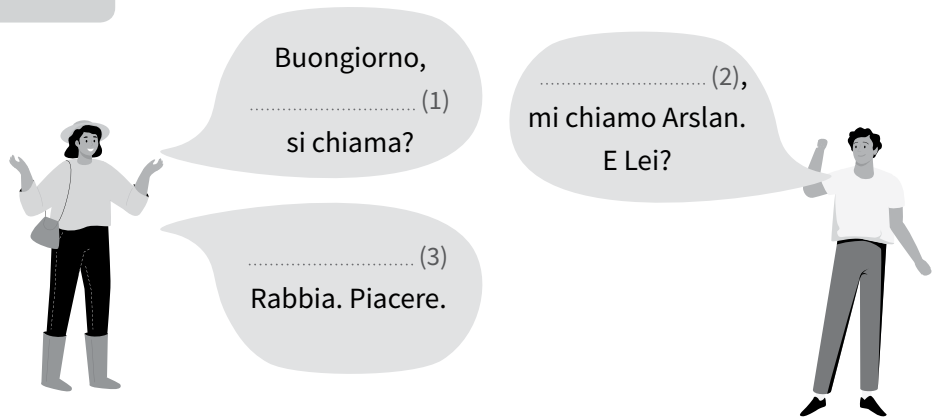 Buongiorno,
............................ (1)
si chiama?
............................ (2),
mi chiamo Arslan.
E Lei?
............................ (3)
Rabbia. Piacere.